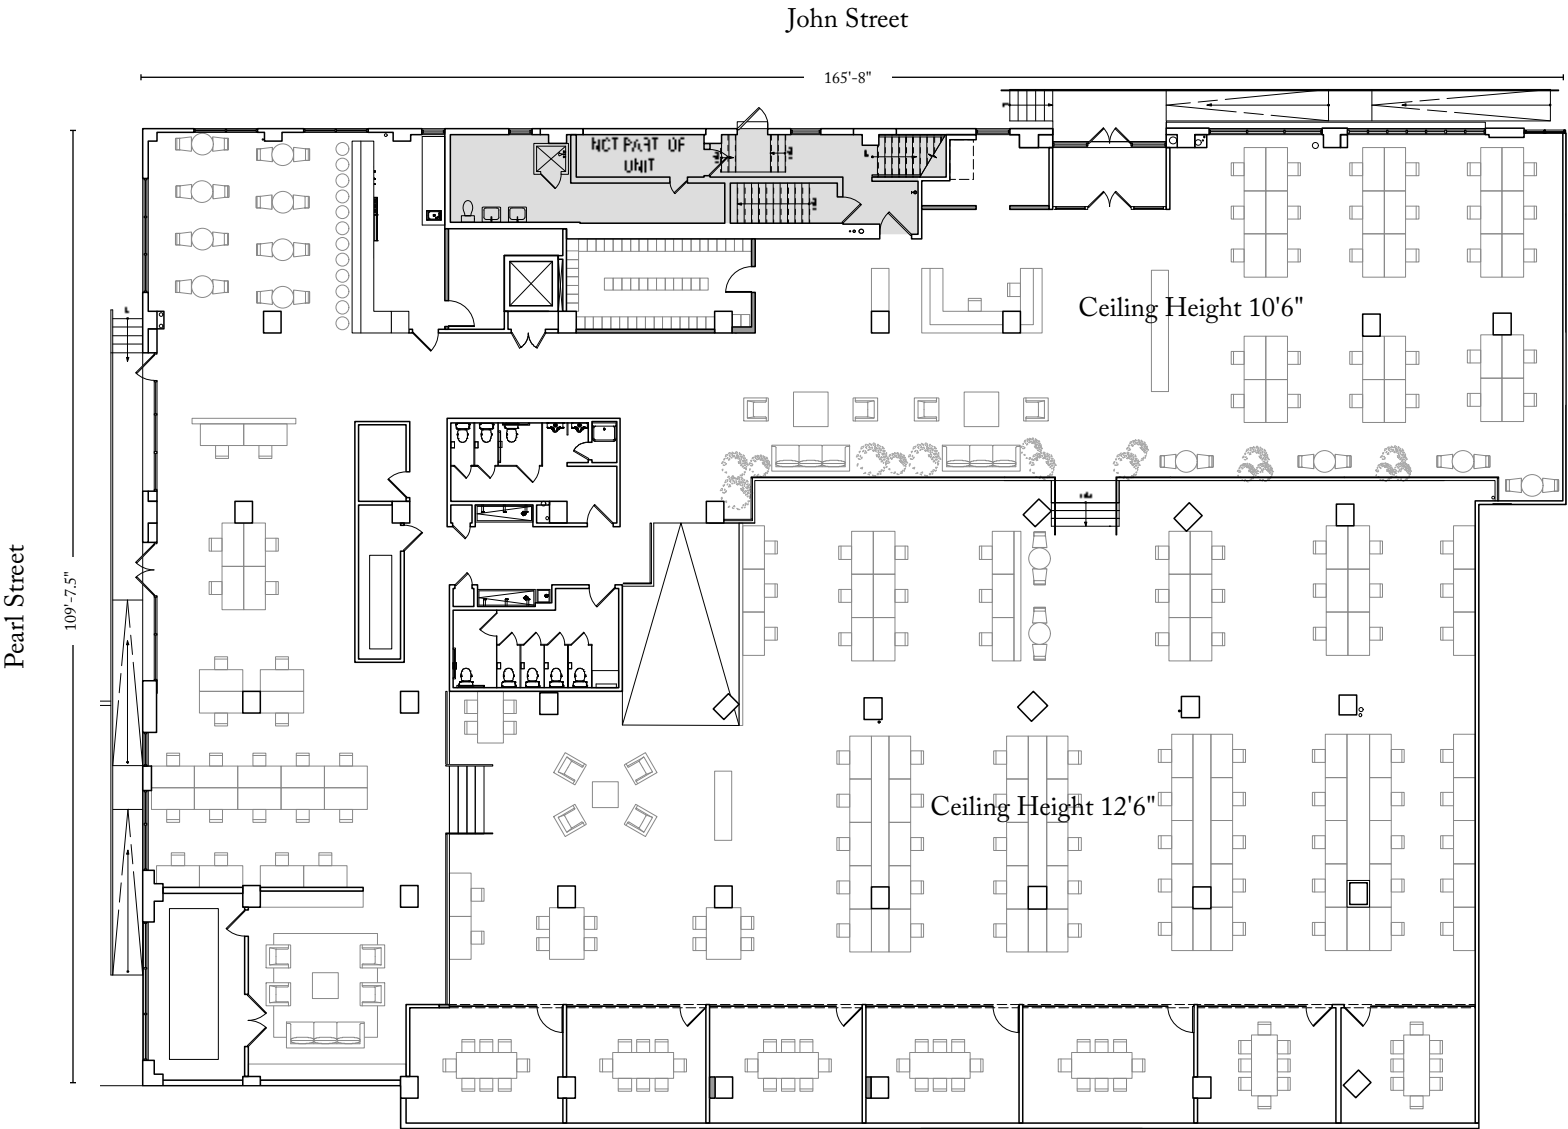 John Street
165'-8"
NOT PART OF
UNIT
Ceiling Height 10'6"
Pearl Street
109'-7.5"
Ceiling Height 12'6"